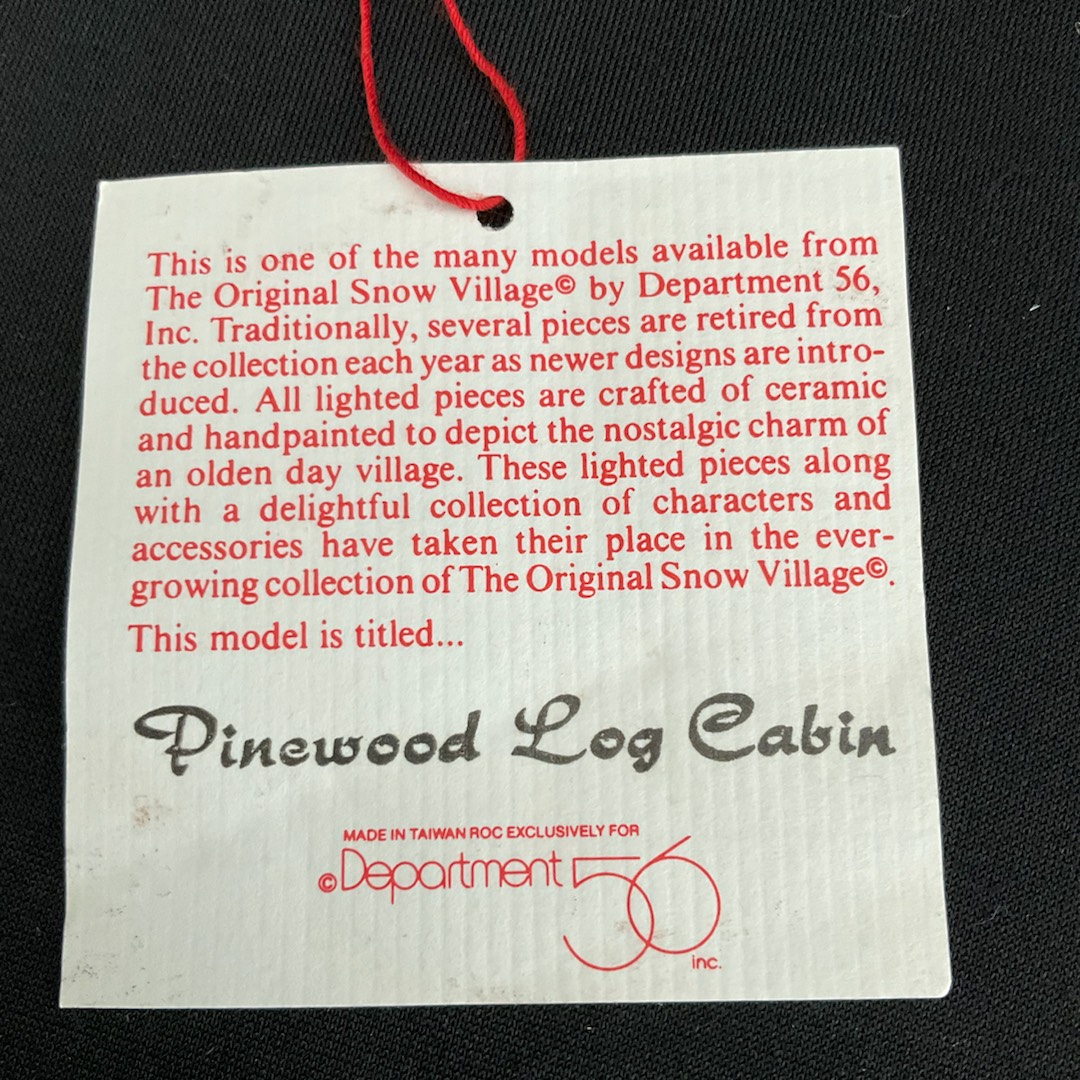 This is one of the many models available from
The Original Snow Village© by Department 56,
Inc. Traditionally, several pieces are retired from
the collection each year as newer designs are intro-
duced. All lighted pieces are crafted of ceramic
and handpainted to depict the nostalgic charm of
an olden day village. These lighted pieces along
with a delightful collection of characters and
accessories have taken their place in the ever-
growing collection of The Original Snow Village©.
This model is titled...
Pinewood Log Cabin
MADE IN TAIWAN ROC EXCLUSIVELY FOR
©Department 56
inc.